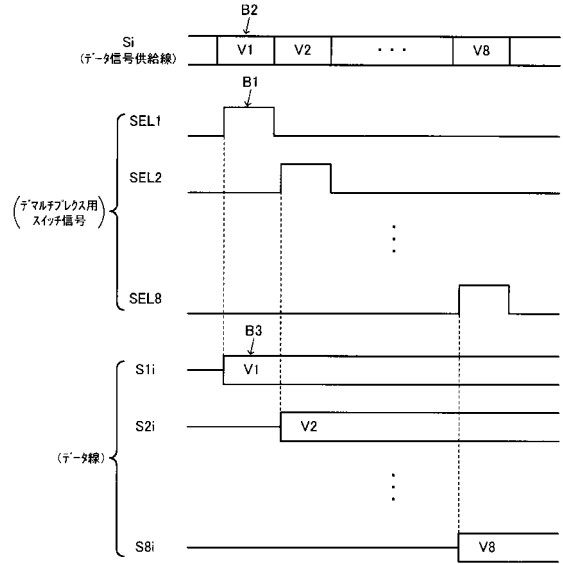 B2
Si
(データ信号供給線)
V1 V2 ・・・ V8
B1
SEL1
SEL2
(デマルチプレクス用
スイッチ信号)
SEL8
B3
S1i V1
S2i V2
(データ線)
S8i V8